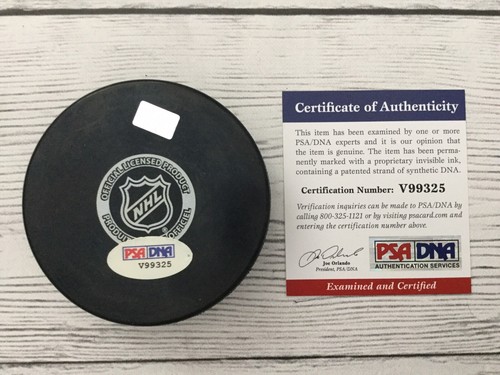 OFFICIAL LICENSED PRODUCT
NHL
PRODUIT OFFICIEL
PSA DNA
V99325
Certificate of Authenticity
This item has been examined by one or more
PSA/DNA experts and it is our opinion that
the item is genuine. The item has been perma-
nently marked with a proprietary invisible ink,
containing a patented strand of synthetic DNA.
Certification Number: V99325
Verification inquiries can be made to PSA/DNA by
calling 800-325-1121 or by visiting psacard.com and
entering the certification number above.
Joe Orlando
President, PSA/DNA
PSA DNA
AUTHENTICATION SERVICES
Examined and Certified